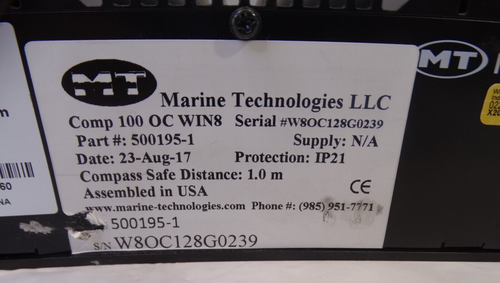 MT
Marine Technologies LLC
Comp 100 OC WIN8 Serial #W8OC128G0239
Part #: 500195-1 Supply: N/A
Date: 23-Aug-17 Protection: IP21
Compass Safe Distance: 1.0 m
Assembled in USA CE
www.marine-technologies.com Phone #: (985) 951-7771
500195-1
S/N W8OC128G0239
MT
m
60
NA